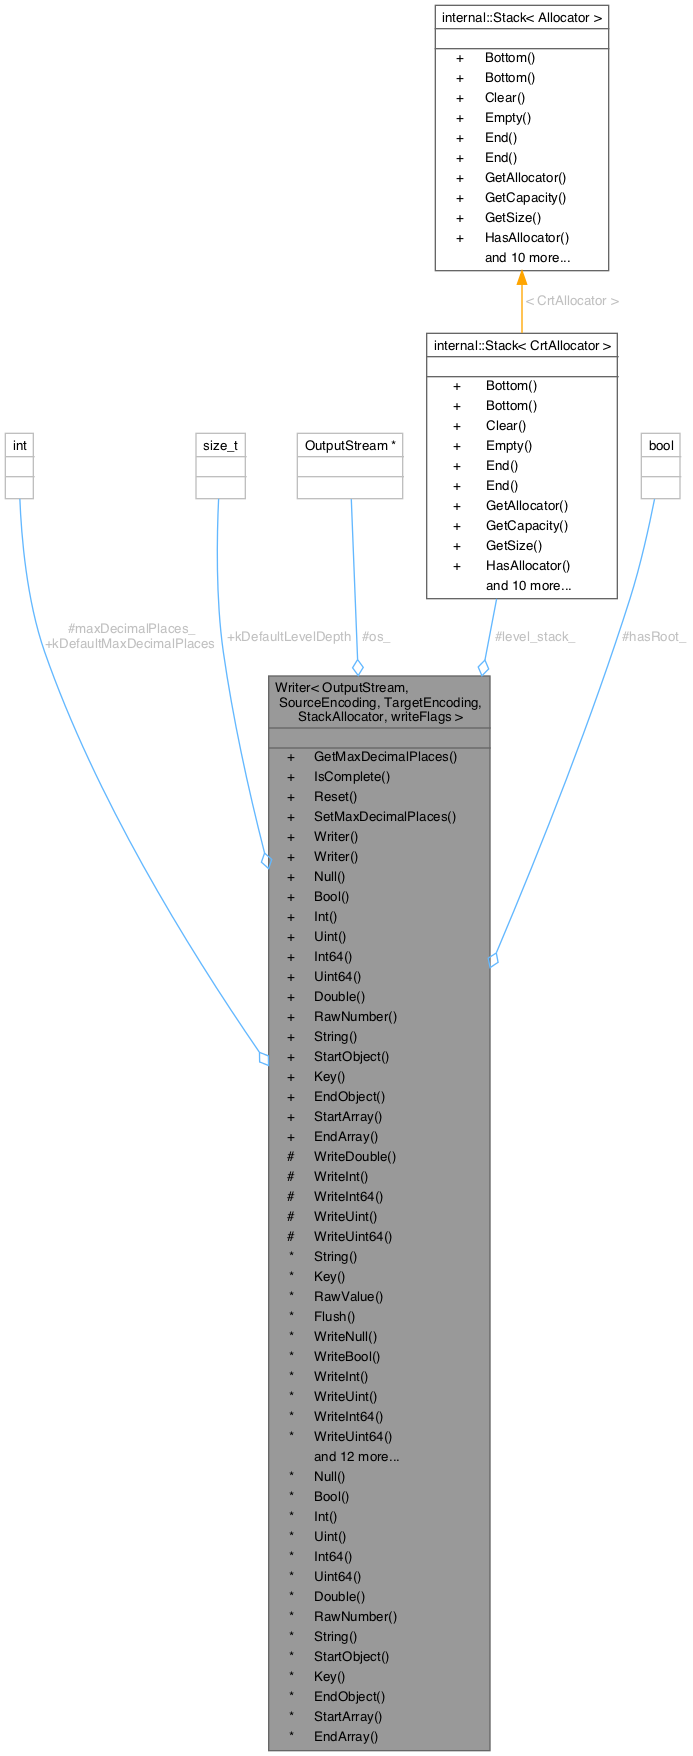 internal::Stack< Allocator >
+ Bottom()
+ Bottom()
+ Clear()
+ Empty()
+ End()
+ End()
+ GetAllocator()
+ GetCapacity()
+ GetSize()
+ HasAllocator()
and 10 more...
< CrtAllocator >
internal::Stack< CrtAllocator >
+ Bottom()
+ Bottom()
+ Clear()
+ Empty()
+ End()
+ End()
+ GetAllocator()
+ GetCapacity()
+ GetSize()
+ HasAllocator()
and 10 more...
int
size_t
OutputStream *
bool
#maxDecimalPlaces_
+kDefaultMaxDecimalPlaces
+kDefaultLevelDepth
#os_
#level_stack_
#hasRoot_
Writer< OutputStream,
SourceEncoding, TargetEncoding,
StackAllocator, writeFlags >
+ GetMaxDecimalPlaces()
+ IsComplete()
+ Reset()
+ SetMaxDecimalPlaces()
+ Writer()
+ Writer()
+ Null()
+ Bool()
+ Int()
+ Uint()
+ Int64()
+ Uint64()
+ Double()
+ RawNumber()
+ String()
+ StartObject()
+ Key()
+ EndObject()
+ StartArray()
+ EndArray()
# WriteDouble()
# WriteInt()
# WriteInt64()
# WriteUint()
# WriteUint64()
* String()
* Key()
* RawValue()
* Flush()
* WriteNull()
* WriteBool()
* WriteInt()
* WriteUint()
* WriteInt64()
* WriteUint64()
and 12 more...
* Null()
* Bool()
* Int()
* Uint()
* Int64()
* Uint64()
* Double()
* RawNumber()
* String()
* StartObject()
* Key()
* EndObject()
* StartArray()
* EndArray()